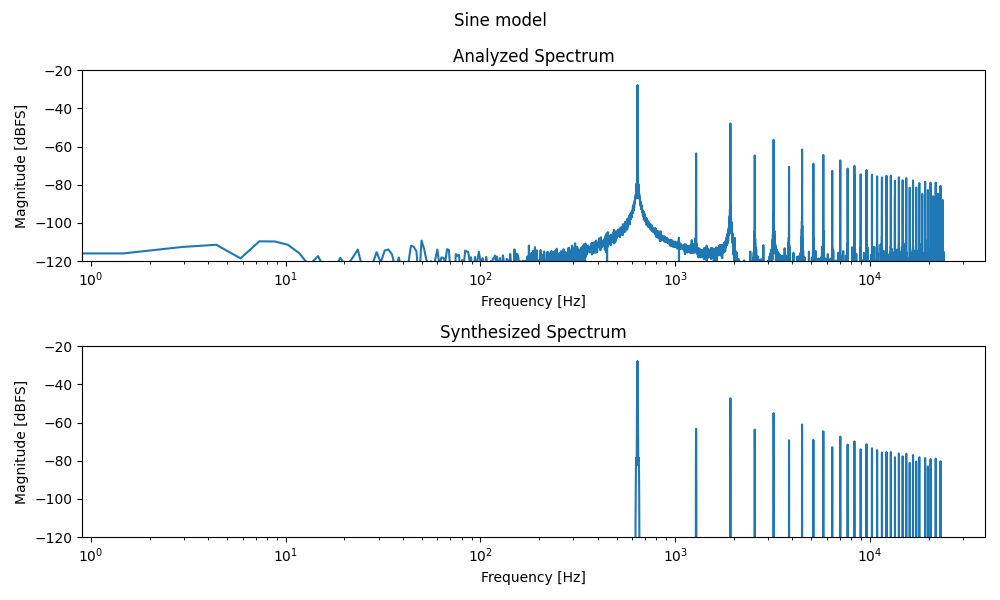 Sine model
Analyzed Spectrum
−20
−40
−60
−80
−100
−120
Magnitude [dBFS]
10⁰ 10¹ 10² 10³ 10⁴
Frequency [Hz]
Synthesized Spectrum
−20
−40
−60
−80
−100
−120
Magnitude [dBFS]
10⁰ 10¹ 10² 10³ 10⁴
Frequency [Hz]